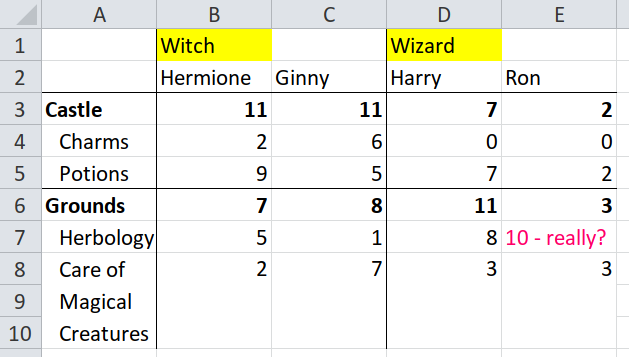 A B C D E
1 Witch Wizard
2 Hermione Ginny Harry Ron
3 Castle 11 11 7 2
4 Charms 2 6 0 0
5 Potions 9 5 7 2
6 Grounds 7 8 11 3
7 Herbology 5 1 8 10 - really?
8 Care of 2 7 3 3
9 Magical
10 Creatures